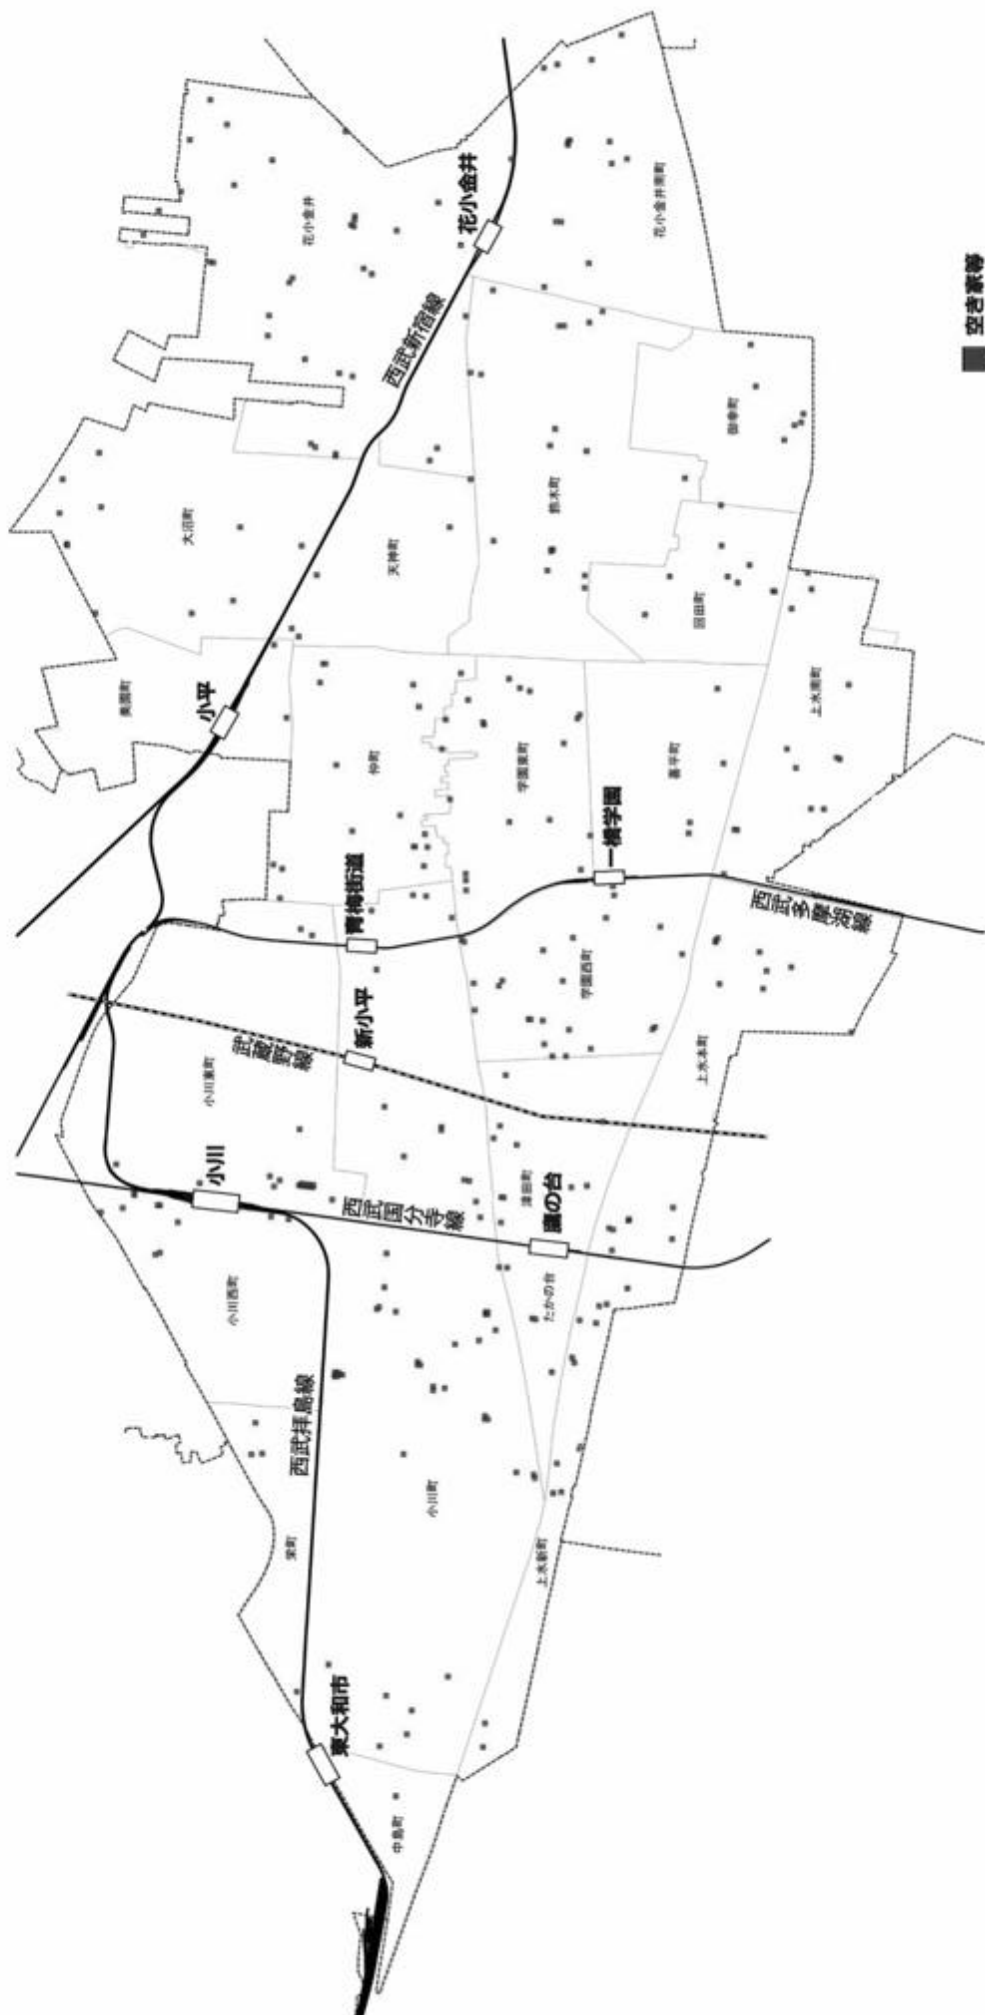 花小金井
花小金井
花小金井南町
西武新宿線
大沼町
天神町
鈴木町
御幸町
回田町
美園町
小平
仲町
学園東町
喜平町
上水南町
青梅街道
一橋学園
西武多摩湖線
新小平
武蔵野線
学園西町
上水本町
小川東町
小川
西武国分寺線
津田町
鷹の台
たかの台
小川西町
西武拝島線
小川町
栄町
上水新町
東大和市
中島町
空き家等